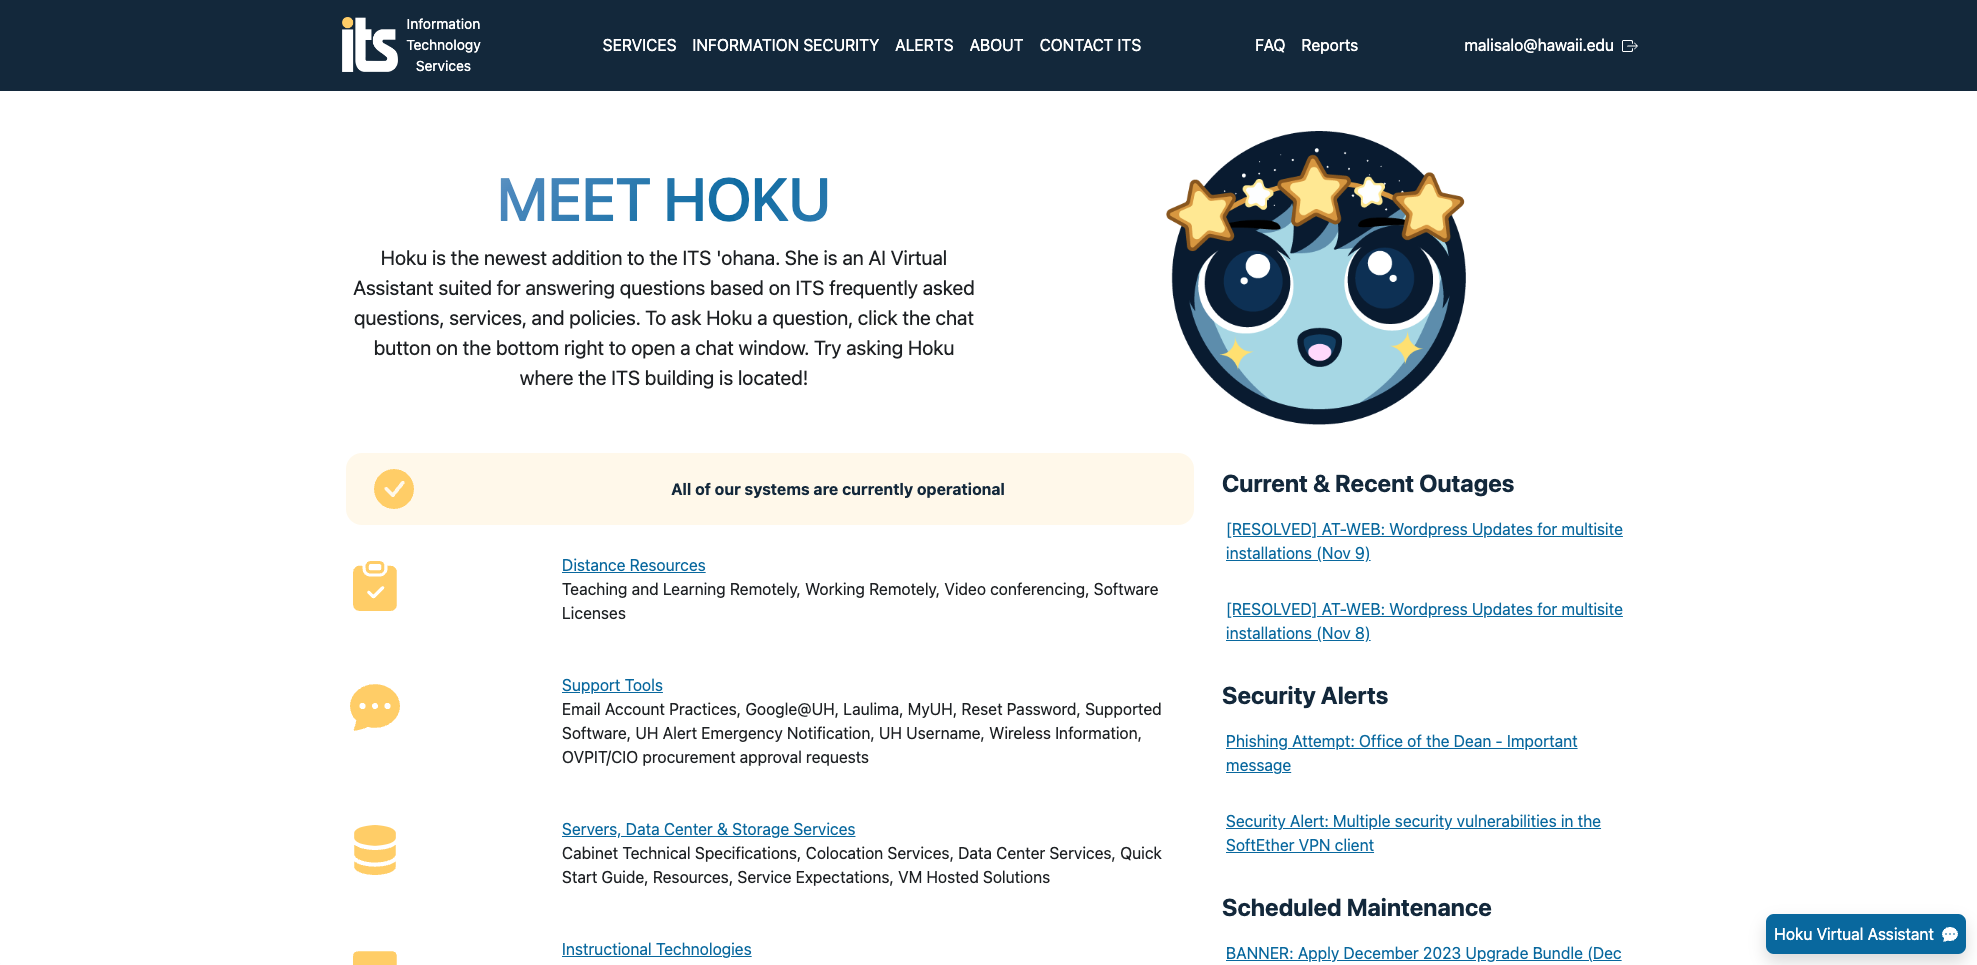 its
Information
Technology
Services
SERVICES INFORMATION SECURITY ALERTS ABOUT CONTACT ITS
FAQ Reports
malisalo@hawaii.edu
MEET HOKU
Hoku is the newest addition to the ITS 'ohana. She is an AI Virtual
Assistant suited for answering questions based on ITS frequently asked
questions, services, and policies. To ask Hoku a question, click the chat
button on the bottom right to open a chat window. Try asking Hoku
where the ITS building is located!
All of our systems are currently operational
Distance Resources
Teaching and Learning Remotely, Working Remotely, Video conferencing, Software
Licenses
Support Tools
Email Account Practices, Google@UH, Laulima, MyUH, Reset Password, Supported
Software, UH Alert Emergency Notification, UH Username, Wireless Information,
OVPIT/CIO procurement approval requests
Servers, Data Center & Storage Services
Cabinet Technical Specifications, Colocation Services, Data Center Services, Quick
Start Guide, Resources, Service Expectations, VM Hosted Solutions
Instructional Technologies
Current & Recent Outages
[RESOLVED] AT-WEB: Wordpress Updates for multisite
installations (Nov 9)
[RESOLVED] AT-WEB: Wordpress Updates for multisite
installations (Nov 8)
Security Alerts
Phishing Attempt: Office of the Dean - Important
message
Security Alert: Multiple security vulnerabilities in the
SoftEther VPN client
Scheduled Maintenance
BANNER: Apply December 2023 Upgrade Bundle (Dec
Hoku Virtual Assistant